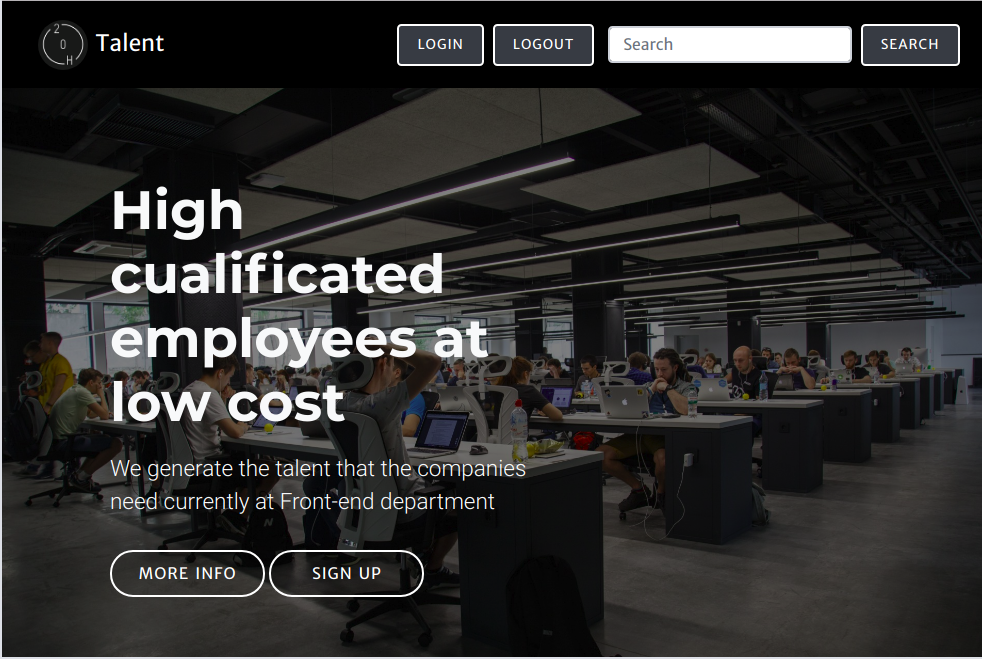 2
0
H
Talent
LOGIN
LOGOUT
Search
SEARCH
High
cualificated
employees at
low cost
We generate the talent that the companies
need currently at Front-end department
MORE INFO
SIGN UP